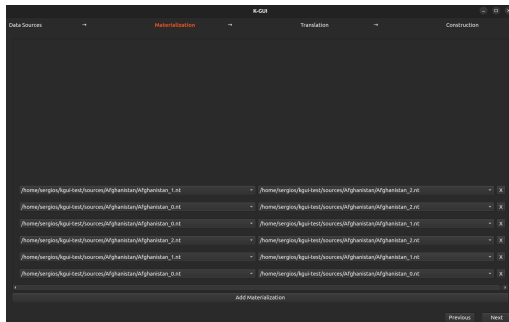 K-GUI
Data Sources → Materialization → Translation → Construction
/home/sergios/kgui-test/sources/Afghanistan/Afghanistan_1.nt /home/sergios/kgui-test/sources/Afghanistan/Afghanistan_2.nt X
/home/sergios/kgui-test/sources/Afghanistan/Afghanistan_0.nt /home/sergios/kgui-test/sources/Afghanistan/Afghanistan_2.nt X
/home/sergios/kgui-test/sources/Afghanistan/Afghanistan_0.nt /home/sergios/kgui-test/sources/Afghanistan/Afghanistan_1.nt X
/home/sergios/kgui-test/sources/Afghanistan/Afghanistan_2.nt /home/sergios/kgui-test/sources/Afghanistan/Afghanistan_2.nt X
/home/sergios/kgui-test/sources/Afghanistan/Afghanistan_1.nt /home/sergios/kgui-test/sources/Afghanistan/Afghanistan_1.nt X
/home/sergios/kgui-test/sources/Afghanistan/Afghanistan_0.nt /home/sergios/kgui-test/sources/Afghanistan/Afghanistan_0.nt X
Add Materialization
Previous Next